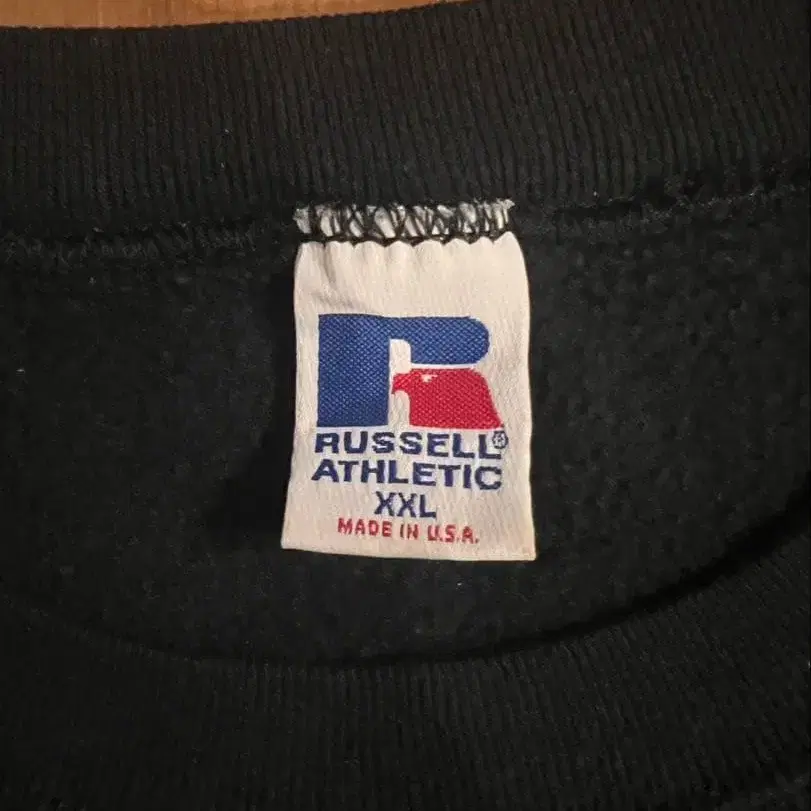 RUSSELL®
ATHLETIC
XXL
MADE IN U.S.A.